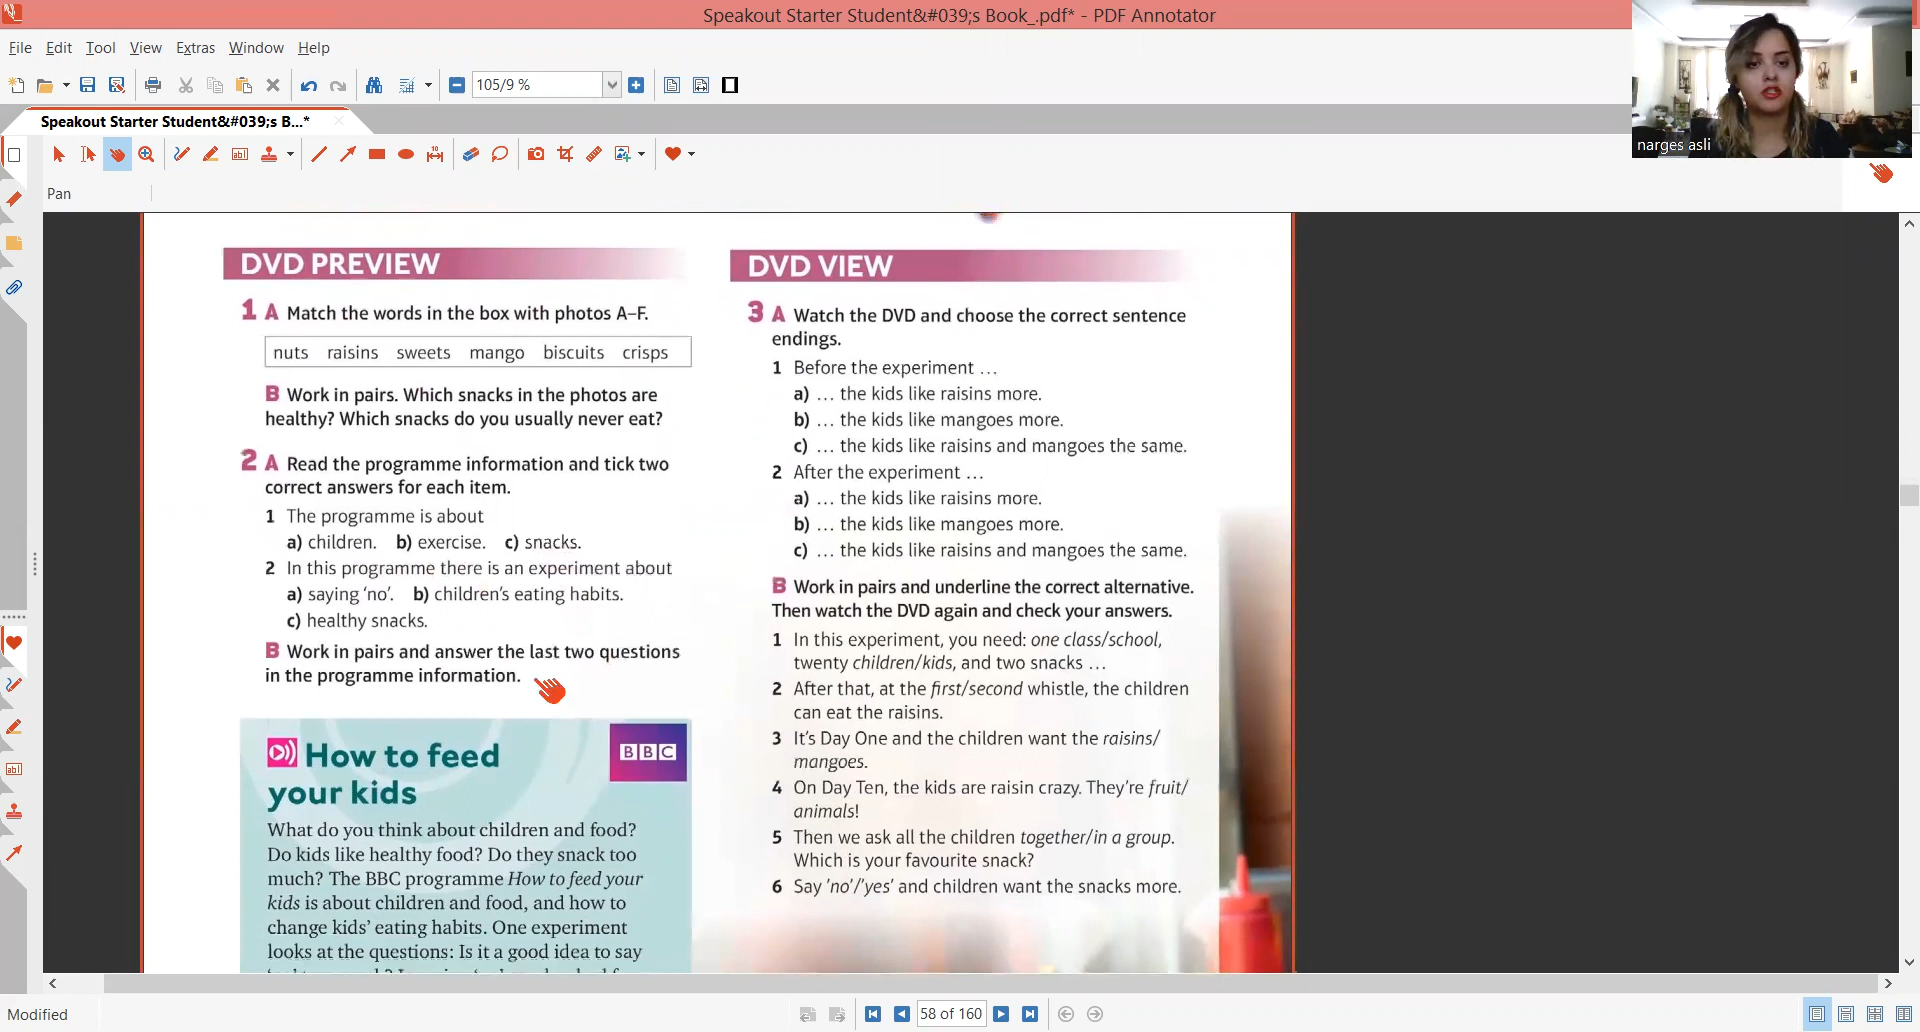 Speakout Starter Student&#039;s Book_.pdf* - PDF Annotator
File Edit Tool View Extras Window Help
105/9 %
Speakout Starter Student&#039;s B...*
Pan
narges asli
DVD PREVIEW
1 A Match the words in the box with photos A–F.
nuts raisins sweets mango biscuits crisps
B Work in pairs. Which snacks in the photos are
healthy? Which snacks do you usually never eat?
2 A Read the programme information and tick two
correct answers for each item.
1 The programme is about
a) children. b) exercise. c) snacks.
2 In this programme there is an experiment about
a) saying ‘no’. b) children’s eating habits.
c) healthy snacks.
B Work in pairs and answer the last two questions
in the programme information.
How to feed
your kids
BBC
What do you think about children and food?
Do kids like healthy food? Do they snack too
much? The BBC programme How to feed your
kids is about children and food, and how to
change kids’ eating habits. One experiment
looks at the questions: Is it a good idea to say
DVD VIEW
3 A Watch the DVD and choose the correct sentence
endings.
1 Before the experiment …
a) … the kids like raisins more.
b) … the kids like mangoes more.
c) … the kids like raisins and mangoes the same.
2 After the experiment …
a) … the kids like raisins more.
b) … the kids like mangoes more.
c) … the kids like raisins and mangoes the same.
B Work in pairs and underline the correct alternative.
Then watch the DVD again and check your answers.
1 In this experiment, you need: one class/school,
twenty children/kids, and two snacks …
2 After that, at the first/second whistle, the children
can eat the raisins.
3 It’s Day One and the children want the raisins/
mangoes.
4 On Day Ten, the kids are raisin crazy. They’re fruit/
animals!
5 Then we ask all the children together/in a group.
Which is your favourite snack?
6 Say ‘no’/‘yes’ and children want the snacks more.
Modified
58 of 160